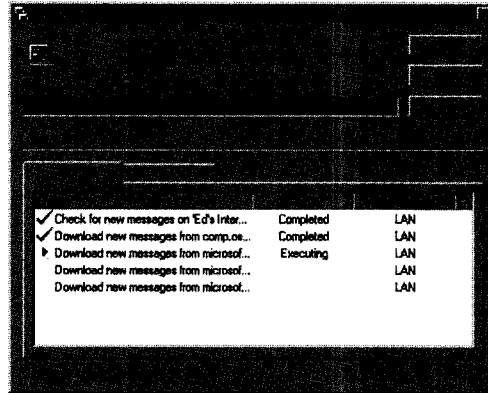 Check for new messages on 'Ed's Inter... Completed LAN
Download new messages from comp.os... Completed LAN
Download new messages from microsof... Executing LAN
Download new messages from microsof... LAN
Download new messages from microsof... LAN